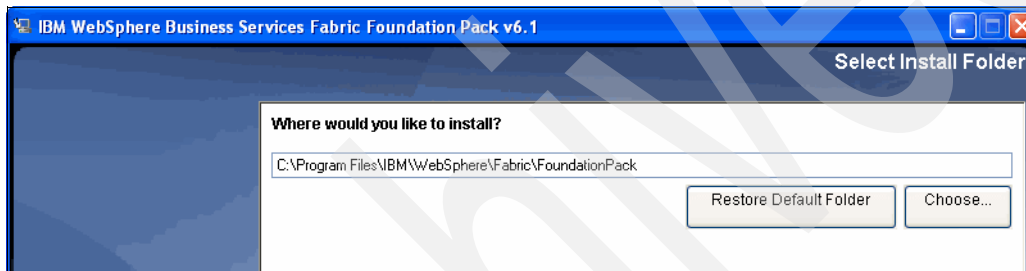 IBM WebSphere Business Services Fabric Foundation Pack v6.1
Select Install Folder
Where would you like to install?
C:\Program Files\IBM\WebSphere\Fabric\FoundationPack
Restore Default Folder Choose...